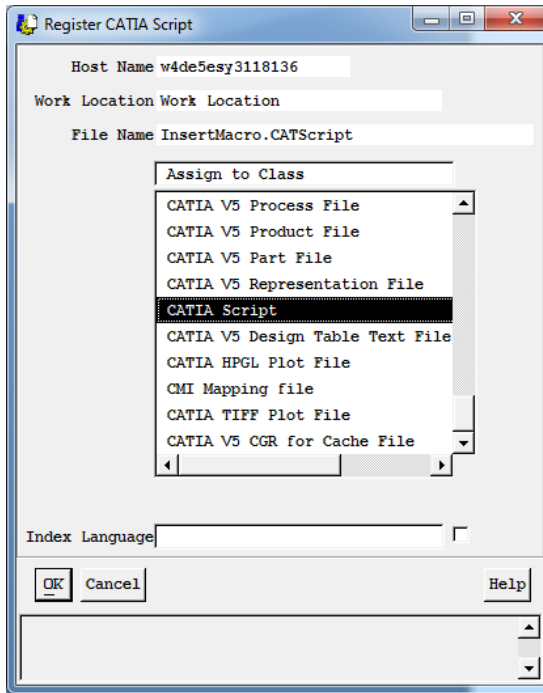 Register CATIA Script
Host Name w4de5esy3118136
Work Location Work Location
File Name InsertMacro.CATScript
Assign to Class
CATIA V5 Process File
CATIA V5 Product File
CATIA V5 Part File
CATIA V5 Representation File
CATIA Script
CATIA V5 Design Table Text File
CATIA HPGL Plot File
CMI Mapping file
CATIA TIFF Plot File
CATIA V5 CGR for Cache File
Index Language
OK Cancel Help